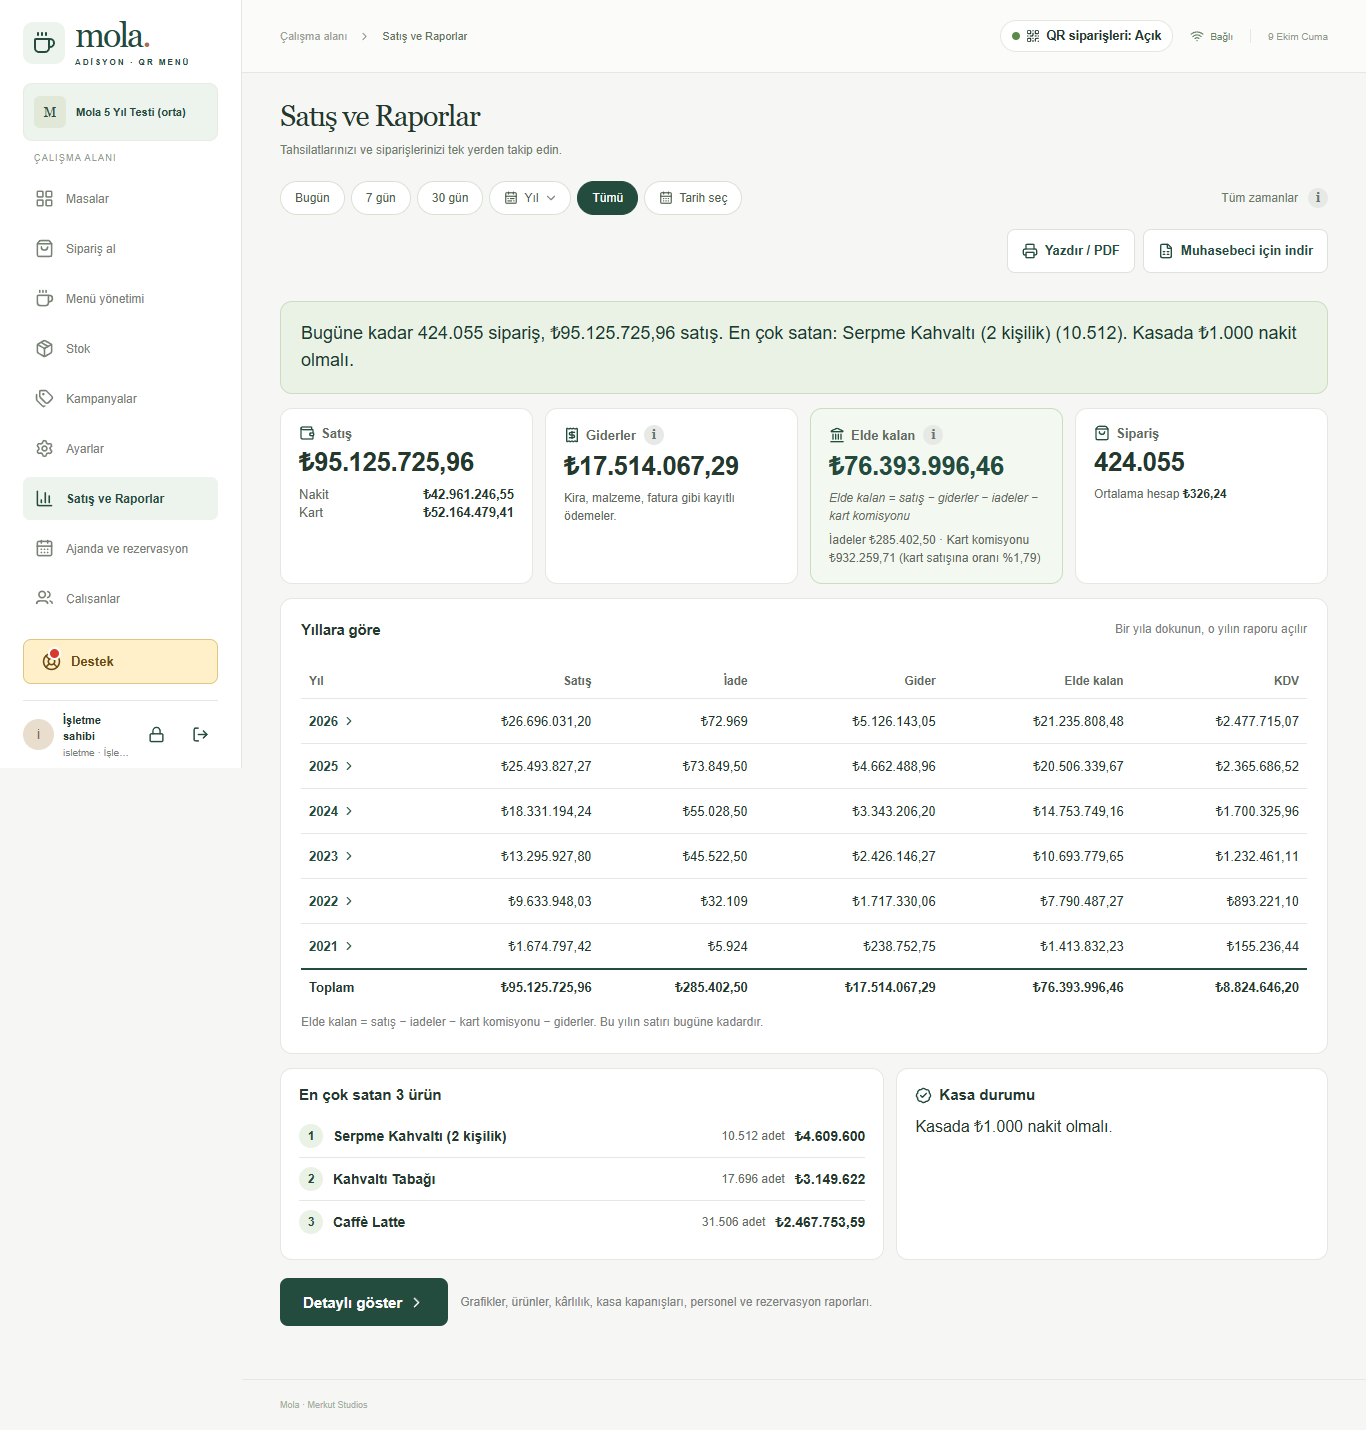 mola.
ADİSYON · QR MENÜ
M Mola 5 Yıl Testi (orta)
ÇALIŞMA ALANI
Masalar
Sipariş al
Menü yönetimi
Stok
Kampanyalar
Ayarlar
Satış ve Raporlar
Ajanda ve rezervasyon
Çalışanlar
Destek
İ
İşletme sahibi
isletme · İşle...
Çalışma alanı > Satış ve Raporlar
QR siparişleri: Açık
Bağlı
9 Ekim Cuma
Satış ve Raporlar
Tahsilatlarınızı ve siparişlerinizi tek yerden takip edin.
Bugün 7 gün 30 gün Yıl Tümü Tarih seç
Tüm zamanlar i
Yazdır / PDF Muhasebeci için indir
Bugüne kadar 424.055 sipariş, ₺95.125.725,96 satış. En çok satan: Serpme Kahvaltı (2 kişilik) (10.512). Kasada ₺1.000 nakit
olmalı.
Satış
₺95.125.725,96
Nakit ₺42.961.246,55
Kart ₺52.164.479,41
Giderler i
₺17.514.067,29
Kira, malzeme, fatura gibi kayıtlı
ödemeler.
Elde kalan i
₺76.393.996,46
Elde kalan = satış − giderler − iadeler −
kart komisyonu
İadeler ₺285.402,50 · Kart komisyonu
₺932.259,71 (kart satışına oranı %1,79)
Sipariş
424.055
Ortalama hesap ₺326,24
Yıllara göre
Bir yıla dokunun, o yılın raporu açılır
Yıl Satış İade Gider Elde kalan KDV
2026 > ₺26.696.031,20 ₺72.969 ₺5.126.143,05 ₺21.235.808,48 ₺2.477.715,07
2025 > ₺25.493.827,27 ₺73.849,50 ₺4.662.488,96 ₺20.506.339,67 ₺2.365.686,52
2024 > ₺18.331.194,24 ₺55.028,50 ₺3.343.206,20 ₺14.753.749,16 ₺1.700.325,96
2023 > ₺13.295.927,80 ₺45.522,50 ₺2.426.146,27 ₺10.693.779,65 ₺1.232.461,11
2022 > ₺9.633.948,03 ₺32.109 ₺1.717.330,06 ₺7.790.487,27 ₺893.221,10
2021 > ₺1.674.797,42 ₺5.924 ₺238.752,75 ₺1.413.832,23 ₺155.236,44
Toplam ₺95.125.725,96 ₺285.402,50 ₺17.514.067,29 ₺76.393.996,46 ₺8.824.646,20
Elde kalan = satış − iadeler − kart komisyonu − giderler. Bu yılın satırı bugüne kadardır.
En çok satan 3 ürün
1 Serpme Kahvaltı (2 kişilik) 10.512 adet ₺4.609.600
2 Kahvaltı Tabağı 17.696 adet ₺3.149.622
3 Caffè Latte 31.506 adet ₺2.467.753,59
Kasa durumu
Kasada ₺1.000 nakit olmalı.
Detaylı göster >
Grafikler, ürünler, kârlılık, kasa kapanışları, personel ve rezervasyon raporları.
Mola · Merkut Studios